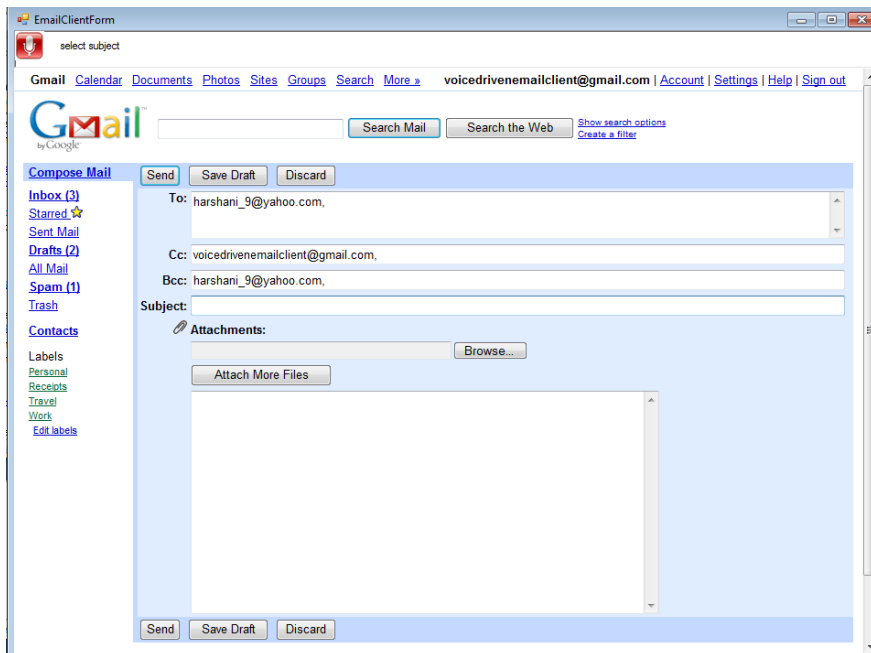 EmailClientForm
select subject
Gmail Calendar Documents Photos Sites Groups Search More » voicedrivenemailclient@gmail.com | Account | Settings | Help | Sign out
Gmail™
by Google
Search Mail Search the Web Show search options
Create a filter
Compose Mail Send Save Draft Discard
Inbox (3) To: harshani_9@yahoo.com,
Starred
Sent Mail
Drafts (2) Cc: voicedrivenemailclient@gmail.com,
All Mail
Spam (1) Bcc: harshani_9@yahoo.com,
Trash Subject:
Contacts Attachments:
Browse...
Labels
Personal Attach More Files
Receipts
Travel
Work
Edit labels
Send Save Draft Discard